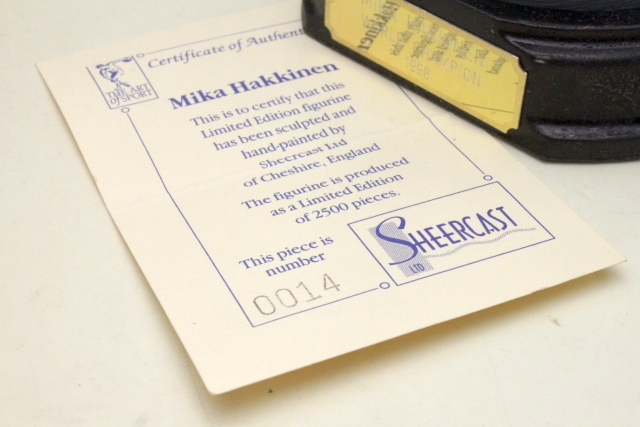 Certificate of Authent
THE ART
of SPORT
Mika Hakkinen
This is to certify that this
Limited Edition figurine
has been sculpted and
hand-painted by
Sheercast Ltd
of Cheshire, England
The figurine is produced
as a Limited Edition
of 2500 pieces.
This piece is
number
0014
SHEERCAST
LTD
Hakkinen